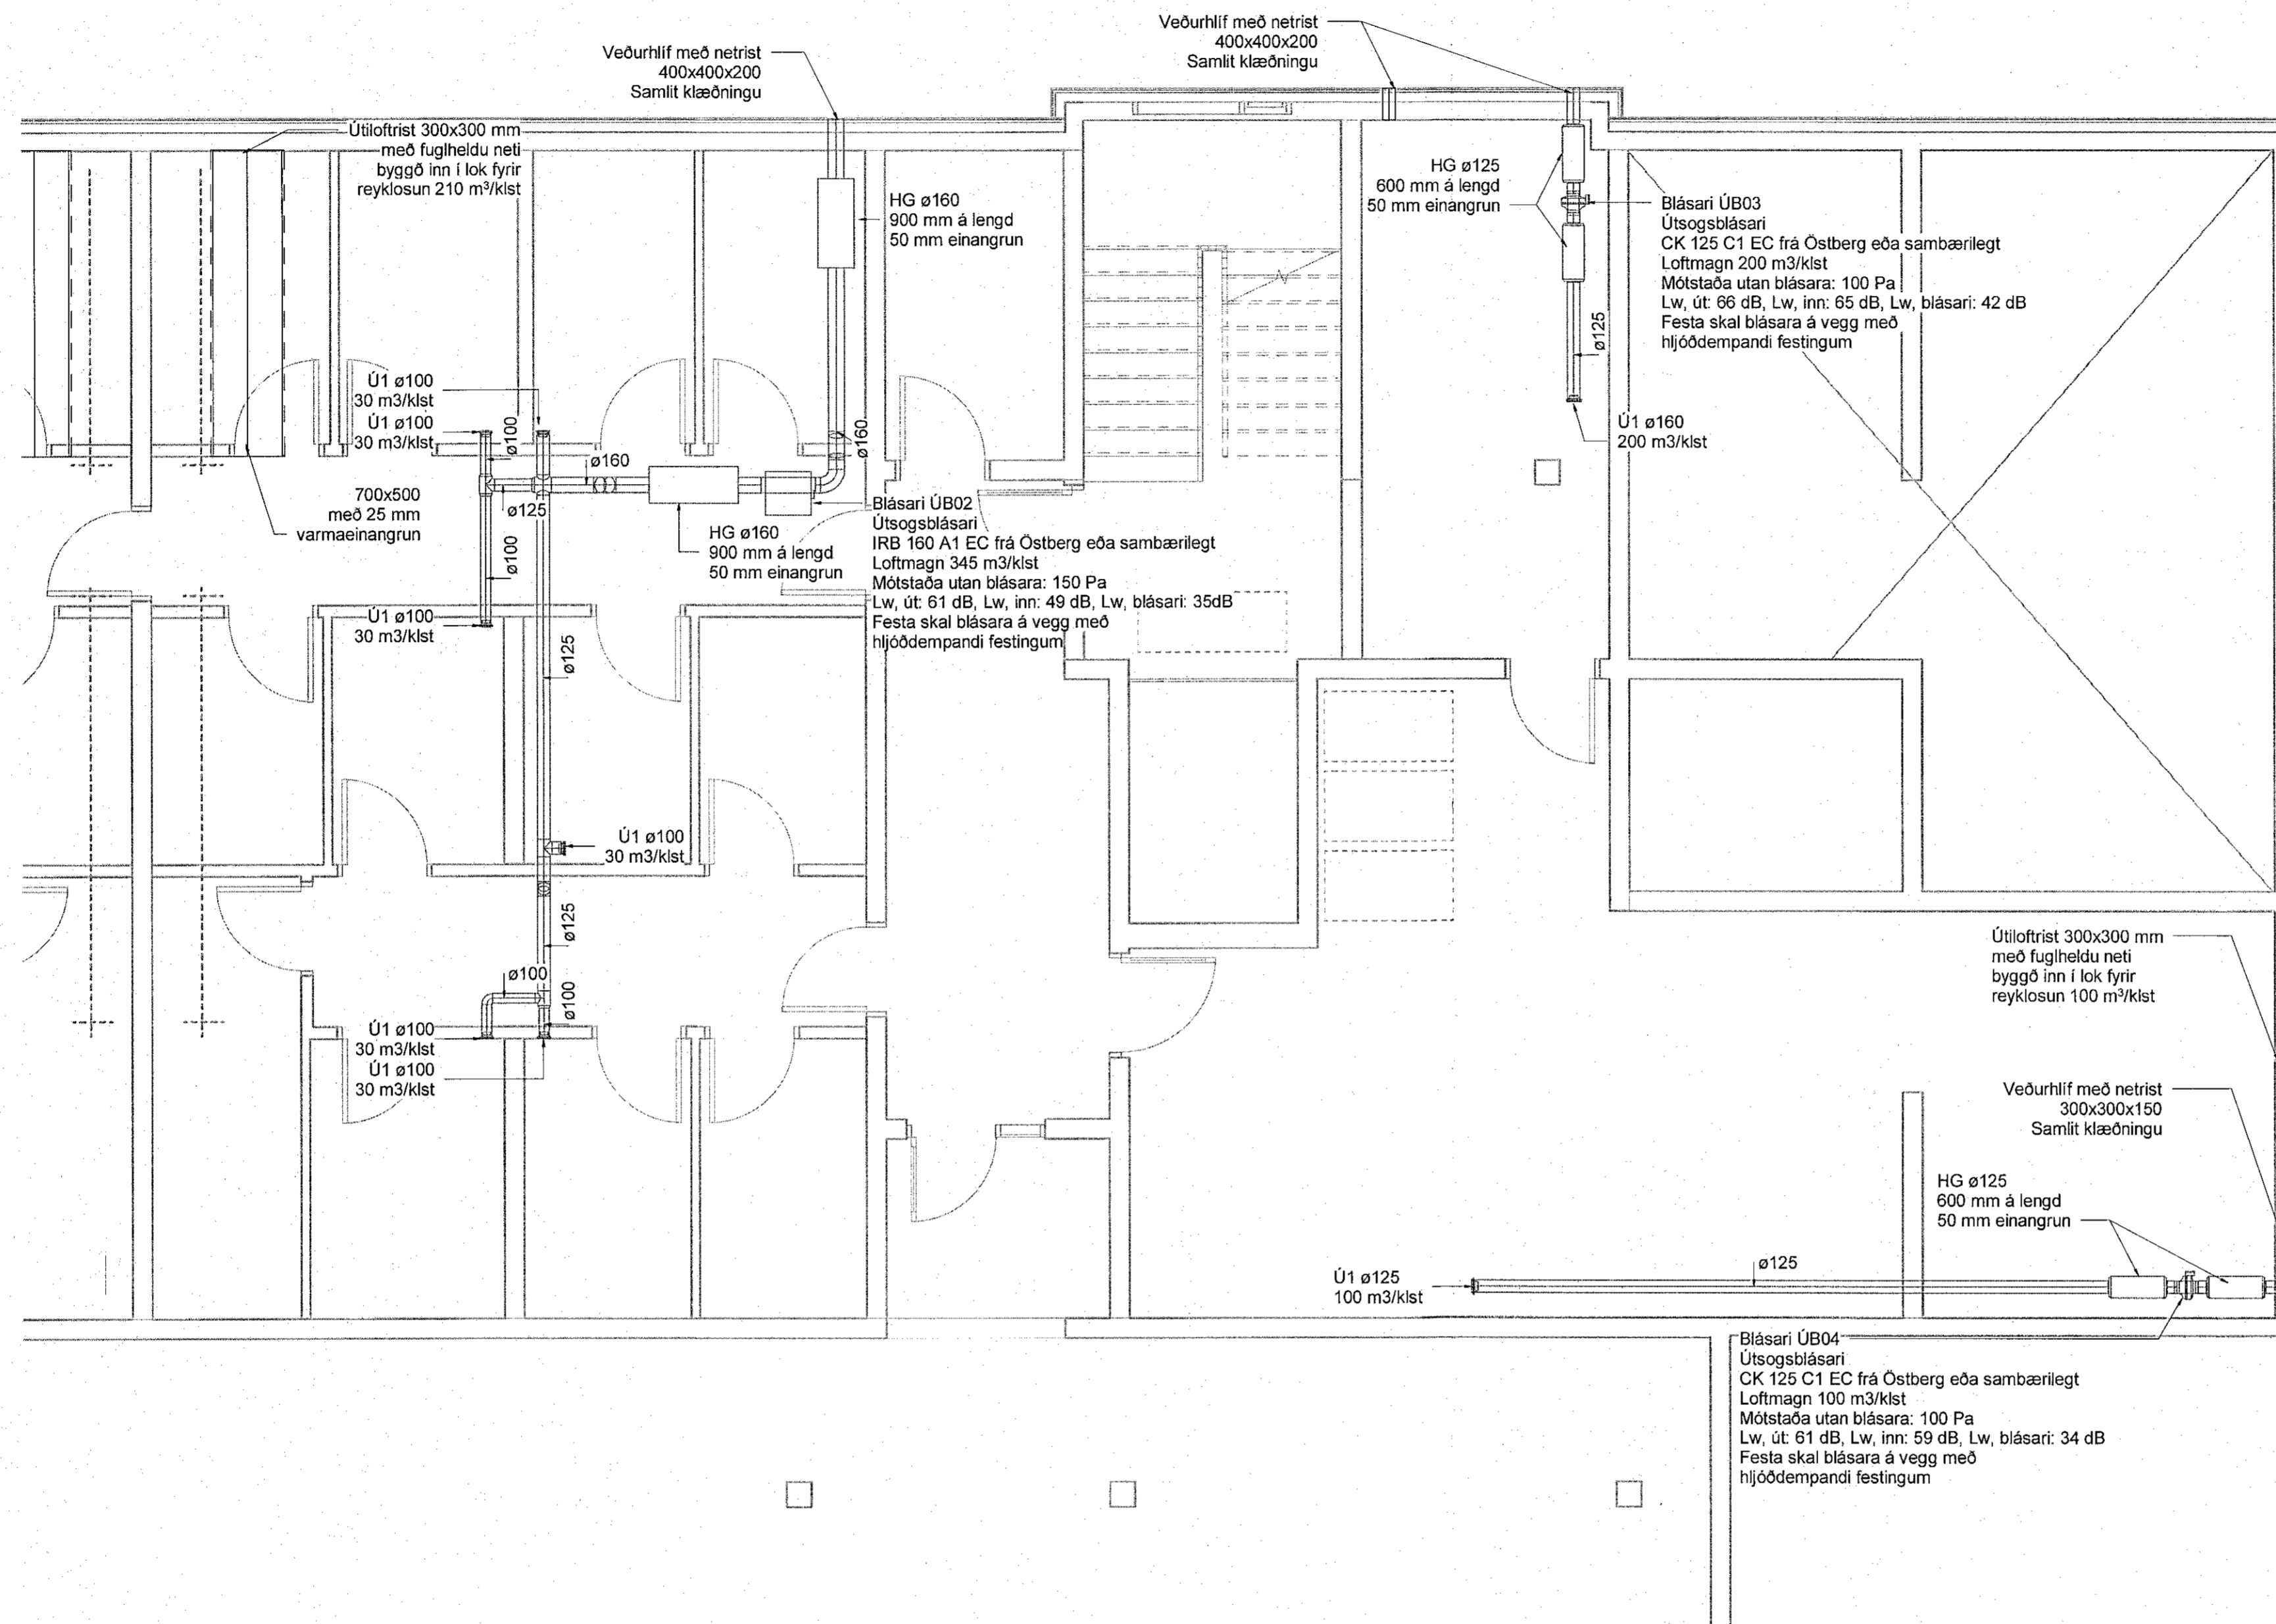 Veðurhlíf með netrist
400x400x200
Samlit klæðningu
Veðurhlíf með netrist
400x400x200
Samlit klæðningu
Útiloftrist 300x300 mm
með fuglheldu neti
byggð inn í lok fyrir
reyklosun 210 m³/klst
HG ø160
900 mm á lengd
50 mm einangrun
HG ø125
600 mm á lengd
50 mm einangrun
Blásari ÚB03
Útsogsblásari
CK 125 C1 EC frá Östberg eða sambærilegt
Loftmagn 200 m3/klst
Mótstaða utan blásara: 100 Pa
Lw, út: 66 dB, Lw, inn: 65 dB, Lw, blásari: 42 dB
Festa skal blásara á vegg með
hljóðdempandi festingum
ø125
Ú1 ø160
200 m3/klst
Ú1 ø100
30 m3/klst
Ú1 ø100
30 m3/klst
ø100
ø160
ø160
ø125
ø100
700x500
með 25 mm
varmaeinangrun
HG ø160
900 mm á lengd
50 mm einangrun
Blásari ÚB02
Útsogsblásari
IRB 160 A1 EC frá Östberg eða sambærilegt
Loftmagn 345 m3/klst
Mótstaða utan blásara: 150 Pa
Lw, út: 61 dB, Lw, inn: 49 dB, Lw, blásari: 35dB
Festa skal blásara á vegg með
hljóðdempandi festingum
Ú1 ø100
30 m3/klst
ø125
Ú1 ø100
30 m3/klst
ø125
ø100
ø100
Ú1 ø100
30 m3/klst
Ú1 ø100
30 m3/klst
Útiloftrist 300x300 mm
með fuglheldu neti
byggð inn í lok fyrir
reyklosun 100 m³/klst
Veðurhlíf með netrist
300x300x150
Samlit klæðningu
HG ø125
600 mm á lengd
50 mm einangrun
ø125
Ú1 ø125
100 m3/klst
Blásari ÚB04
Útsogsblásari
CK 125 C1 EC frá Östberg eða sambærilegt
Loftmagn 100 m3/klst
Mótstaða utan blásara: 100 Pa
Lw, út: 61 dB, Lw, inn: 59 dB, Lw, blásari: 34 dB
Festa skal blásara á vegg með
hljóðdempandi festingum